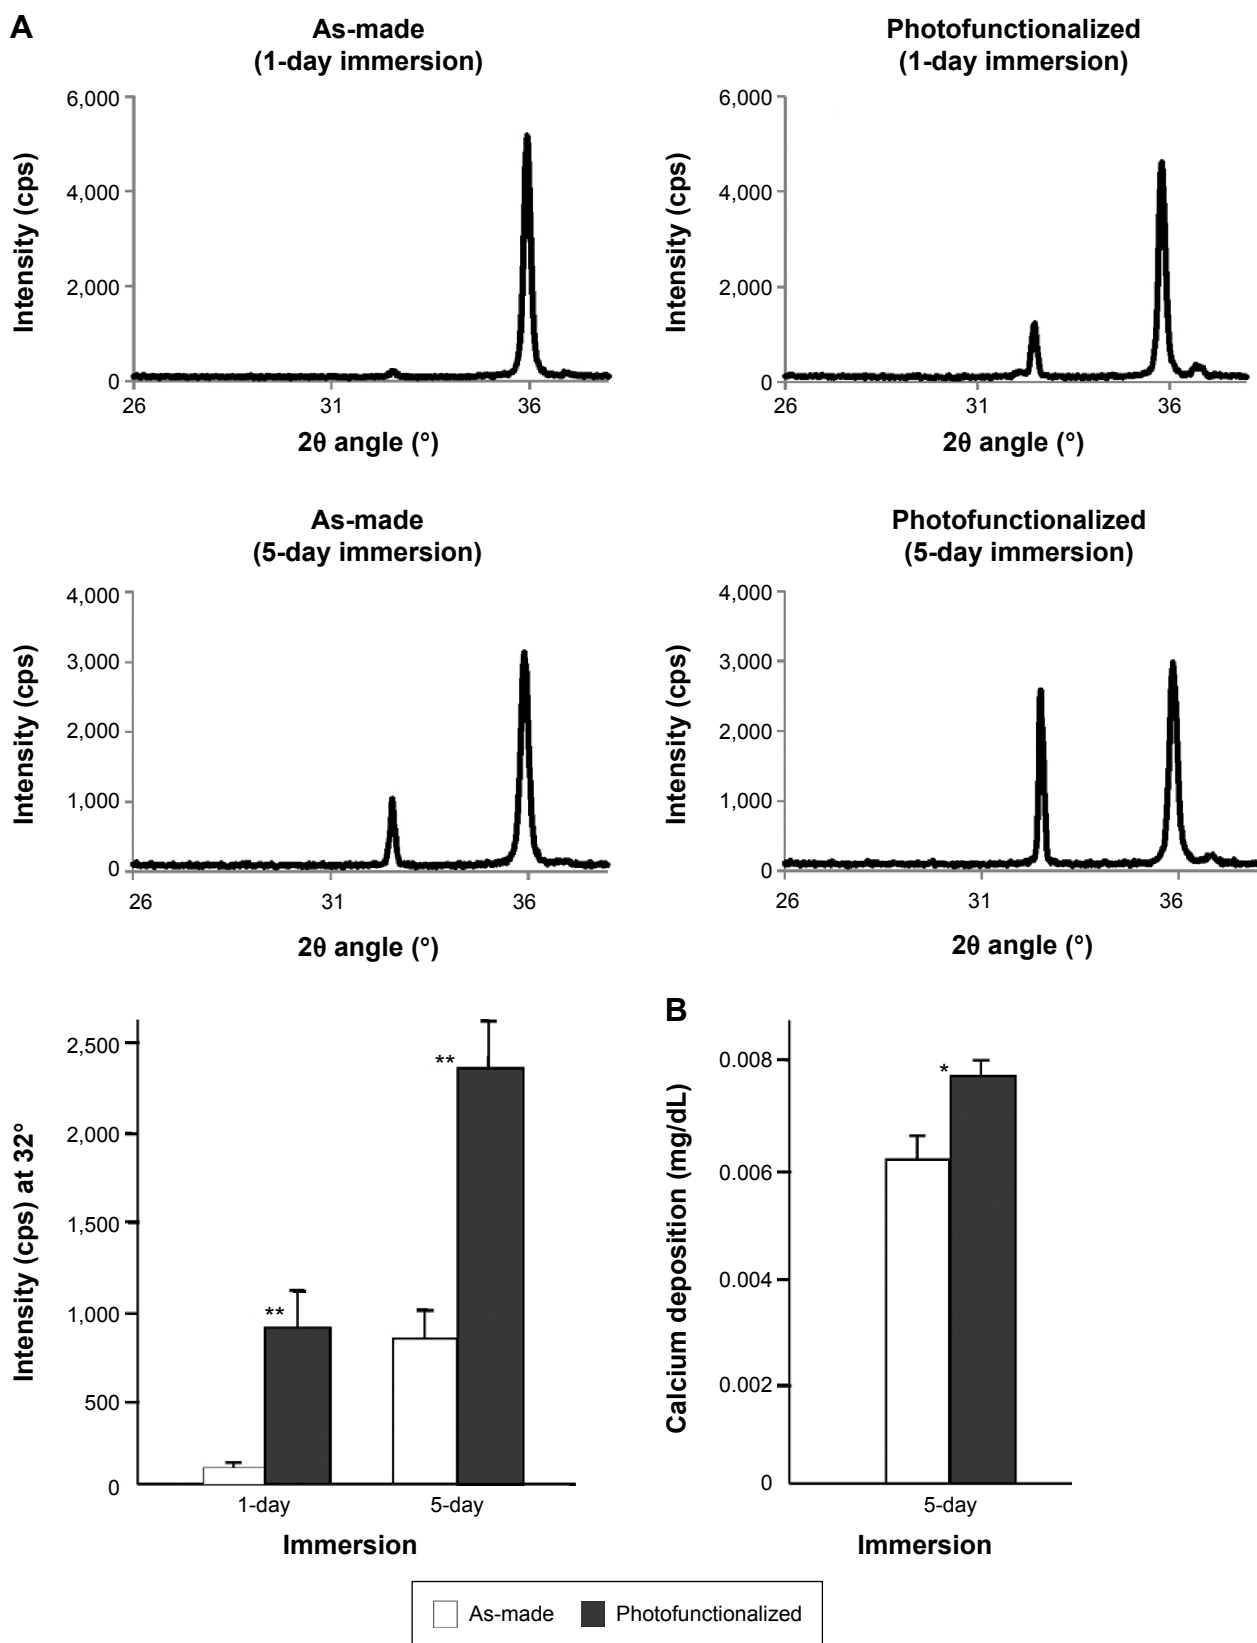 A
As-made
(1-day immersion)
Intensity (cps)
6,000
4,000
2,000
0
26
31
36
2θ angle (°)
Photofunctionalized
(1-day immersion)
Intensity (cps)
6,000
4,000
2,000
0
26
31
36
2θ angle (°)
As-made
(5-day immersion)
Intensity (cps)
4,000
3,000
2,000
1,000
0
26
31
36
2θ angle (°)
Photofunctionalized
(5-day immersion)
Intensity (cps)
4,000
3,000
2,000
1,000
0
26
31
36
2θ angle (°)
Intensity (cps) at 32°
2,500
2,000
1,500
1,000
500
0
**
**
1-day
5-day
Immersion
B
Calcium deposition (mg/dL)
0.008
0.006
0.004
0.002
0
*
5-day
Immersion
As-made
Photofunctionalized